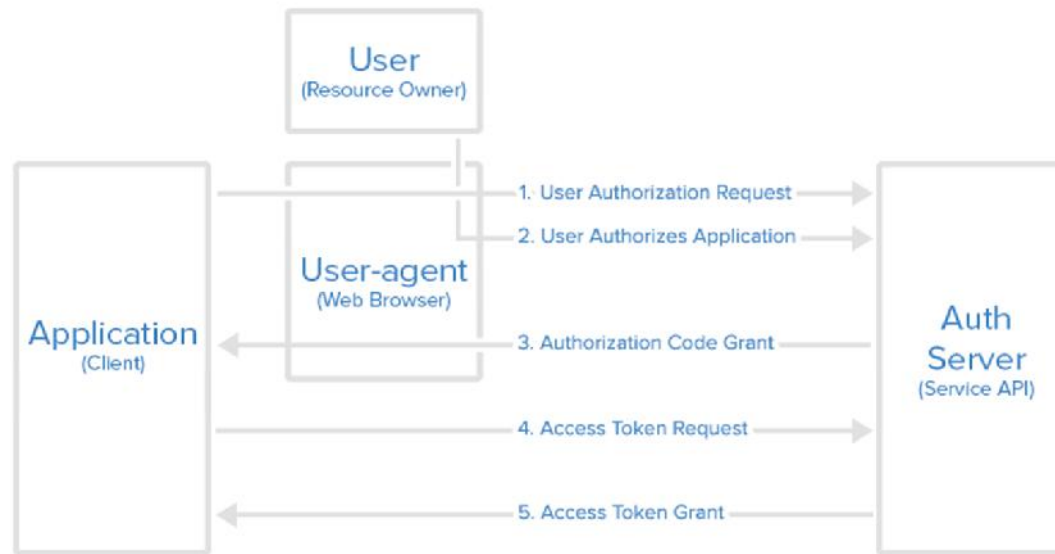 User
(Resource Owner)
1. User Authorization Request
2. User Authorizes Application
User-agent
(Web Browser)
Application
(Client)
3. Authorization Code Grant
Auth
Server
(Service API)
4. Access Token Request
5. Access Token Grant